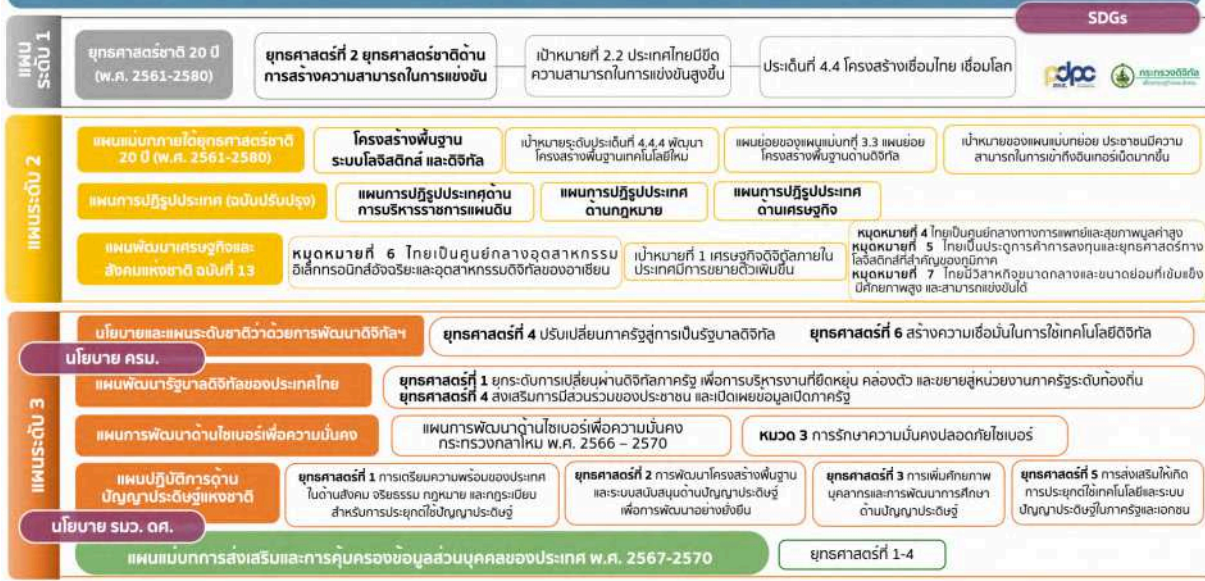 SDGs
แผน
ระดับ 1
ยุทธศาสตร์ชาติ 20 ปี
(พ.ศ. 2561-2580)
ยุทธศาสตร์ที่ 2 ยุทธศาสตร์ชาติด้าน
การสร้างความสามารถในการแข่งขัน
เป้าหมายที่ 2.2 ประเทศไทยมีขีด
ความสามารถในการแข่งขันสูงขึ้น
ประเด็นที่ 4.4 โครงสร้างเชื่อมไทย เชื่อมโลก
pdpc
กระทรวงดิจิทัล
เพื่อเศรษฐกิจและสังคม
แผนระดับ 2
แผนแม่บทภายใต้ยุทธศาสตร์ชาติ
20 ปี (พ.ศ. 2561-2580)
โครงสร้างพื้นฐาน
ระบบโลจิสติกส์ และดิจิทัล
เป้าหมายระดับประเด็นที่ 4.4.4 พัฒนา
โครงสร้างพื้นฐานเทคโนโลยีใหม่
แผนย่อยของแผนแม่บทที่ 3.3 แผนย่อย
โครงสร้างพื้นฐานด้านดิจิทัล
เป้าหมายของแผนแม่บทย่อย ประชาชนมีความ
สามารถในการเข้าถึงอินเทอร์เน็ตมากขึ้น
แผนการปฏิรูปประเทศ (ฉบับปรับปรุง)
แผนการปฏิรูปประเทศด้าน
การบริหารราชการแผ่นดิน
แผนการปฏิรูปประเทศ
ด้านกฎหมาย
แผนการปฏิรูปประเทศ
ด้านเศรษฐกิจ
แผนพัฒนาเศรษฐกิจและ
สังคมแห่งชาติ ฉบับที่ 13
หมุดหมายที่ 6 ไทยเป็นศูนย์กลางอุตสาหกรรม
อิเล็กทรอนิกส์อัจฉริยะและอุตสาหกรรมดิจิทัลของอาเซียน
เป้าหมายที่ 1 เศรษฐกิจดิจิทัลภายใน
ประเทศมีการขยายตัวเพิ่มขึ้น
หมุดหมายที่ 4 ไทยเป็นศูนย์กลางทางการแพทย์และสุขภาพมูลค่าสูง
หมุดหมายที่ 5 ไทยเป็นประตูการค้าการลงทุนและยุทธศาสตร์ทาง
โลจิสติกส์ที่สำคัญของภูมิภาค
หมุดหมายที่ 7 ไทยมีวิสาหกิจขนาดกลางและขนาดย่อมที่เข้มแข็ง
มีศักยภาพสูง และสามารถแข่งขันได้
แผนระดับ 3
นโยบายและแผนระดับชาติว่าด้วยการพัฒนาดิจิทัลฯ
ยุทธศาสตร์ที่ 4 ปรับเปลี่ยนภาครัฐสู่การเป็นรัฐบาลดิจิทัล
ยุทธศาสตร์ที่ 6 สร้างความเชื่อมั่นในการใช้เทคโนโลยีดิจิทัล
นโยบาย ครม.
แผนพัฒนารัฐบาลดิจิทัลของประเทศไทย
ยุทธศาสตร์ที่ 1 ยกระดับการเปลี่ยนผ่านดิจิทัลภาครัฐ เพื่อการบริหารงานที่ยืดหยุ่น คล่องตัว และขยายสู่หน่วยงานภาครัฐระดับท้องถิ่น
ยุทธศาสตร์ที่ 4 ส่งเสริมการมีส่วนร่วมของประชาชน และเปิดเผยข้อมูลเปิดภาครัฐ
แผนการพัฒนาด้านไซเบอร์เพื่อความมั่นคง
แผนการพัฒนาด้านไซเบอร์เพื่อความมั่นคง
กระทรวงกลาโหม พ.ศ. 2566 – 2570
หมวด 3 การรักษาความมั่นคงปลอดภัยไซเบอร์
แผนปฏิบัติการด้าน
ปัญญาประดิษฐ์แห่งชาติ
ยุทธศาสตร์ที่ 1 การเตรียมความพร้อมของประเทศ
ในด้านสังคม จริยธรรม กฎหมาย และกฎระเบียบ
สำหรับการประยุกต์ใช้ปัญญาประดิษฐ์
ยุทธศาสตร์ที่ 2 การพัฒนาโครงสร้างพื้นฐาน
และระบบสนับสนุนด้านปัญญาประดิษฐ์
เพื่อการพัฒนาอย่างยั่งยืน
ยุทธศาสตร์ที่ 3 การเพิ่มศักยภาพ
บุคลากรและการพัฒนาการศึกษา
ด้านปัญญาประดิษฐ์
ยุทธศาสตร์ที่ 5 การส่งเสริมให้เกิด
การประยุกต์ใช้เทคโนโลยีและระบบ
ปัญญาประดิษฐ์ในภาครัฐและเอกชน
นโยบาย รมว. ดศ.
แผนแม่บทการส่งเสริมและการคุ้มครองข้อมูลส่วนบุคคลของประเทศ พ.ศ. 2567-2570
ยุทธศาสตร์ที่ 1-4